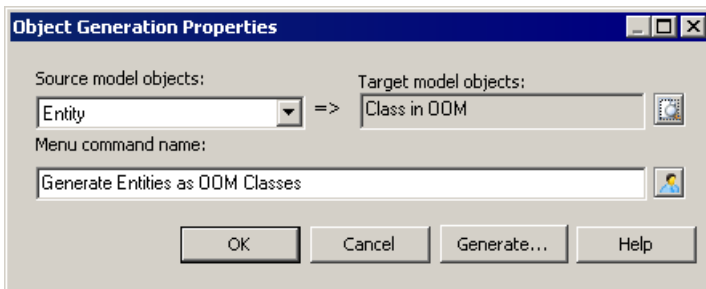 Object Generation Properties
Source model objects:
Target model objects:
Entity
=>
Class in OOM
Menu command name:
Generate Entities as OOM Classes
OK
Cancel
Generate...
Help